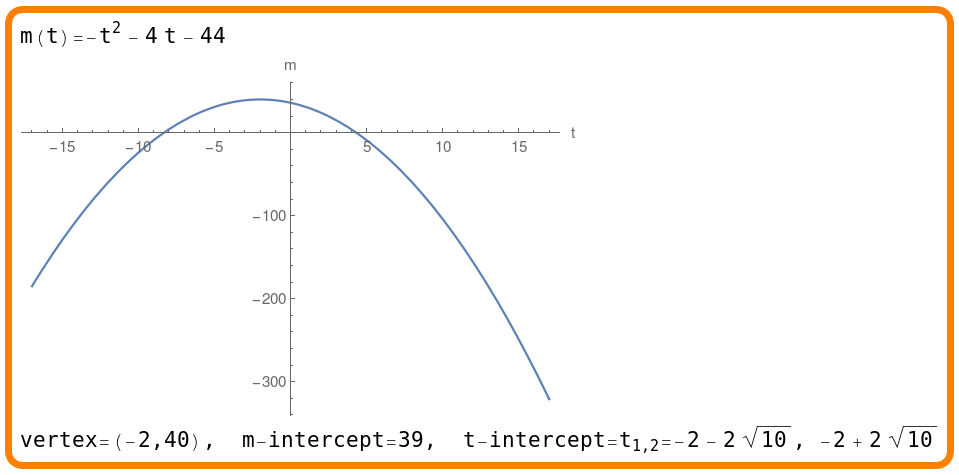 m(t)=-t² - 4 t - 44
m
-15 -10 -5 5 10 15 t
-100
-200
-300
vertex=(-2,40), m-intercept=39, t-intercept=t₁,₂=-2 - 2 √10, -2 + 2 √10